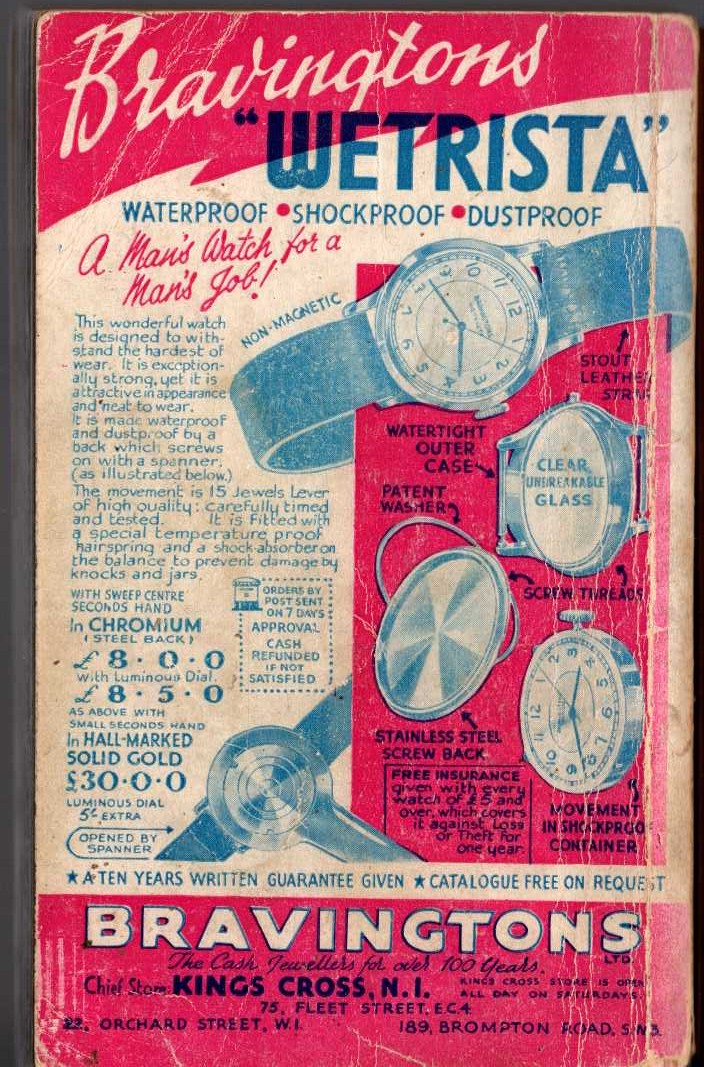 Bravingtons
"WETRISTA"
WATERPROOF • SHOCKPROOF • DUSTPROOF
A Man's Watch for a
Man's Job!
NON-MAGNETIC
This wonderful watch
is designed to with-
stand the hardest of
wear. It is exception-
ally strong, yet it is
attractive in appearance
and neat to wear.
It is made waterproof
and dustproof by a
back which screws
on with a spanner.
(as illustrated below.)
The movement is 15 Jewels Lever
of high quality: carefully timed
and tested. It is Fitted with
a special temperature proof
hairspring and a shock-absorber on
the balance to prevent damage by
knocks and jars.
STOUT
LEATHER
STRAP
WATERTIGHT
OUTER
CASE
CLEAR
UNBREAKABLE
GLASS
PATENT
WASHER
SCREW THREADS
WITH SWEEP CENTRE
SECONDS HAND
In CHROMIUM
(STEEL BACK)
£8·0·0
with Luminous Dial.
£8·5·0
AS ABOVE WITH
SMALL SECONDS HAND
In HALL-MARKED
SOLID GOLD
£30·0·0
LUMINOUS DIAL
5/- EXTRA
OPENED BY
SPANNER
ORDERS BY
POST SENT
ON 7 DAYS
APPROVAL
CASH
REFUNDED
IF NOT
SATISFIED
STAINLESS STEEL
SCREW BACK
FREE INSURANCE
given with every
watch of £5 and
over, which covers
it against Loss
or Theft for
one year.
MOVEMENT
IN SHOCKPROOF
CONTAINER
★ A TEN YEARS WRITTEN GUARANTEE GIVEN ★ CATALOGUE FREE ON REQUEST
BRAVINGTONS
LTD.
The Cash Jewellers for over 100 Years.
Chief Store KINGS CROSS, N.1.
KINGS CROSS STORE IS OPEN
ALL DAY ON SATURDAYS
75, FLEET STREET, E.C.4.
22, ORCHARD STREET, W.1. 189, BROMPTON ROAD, S.W.3.